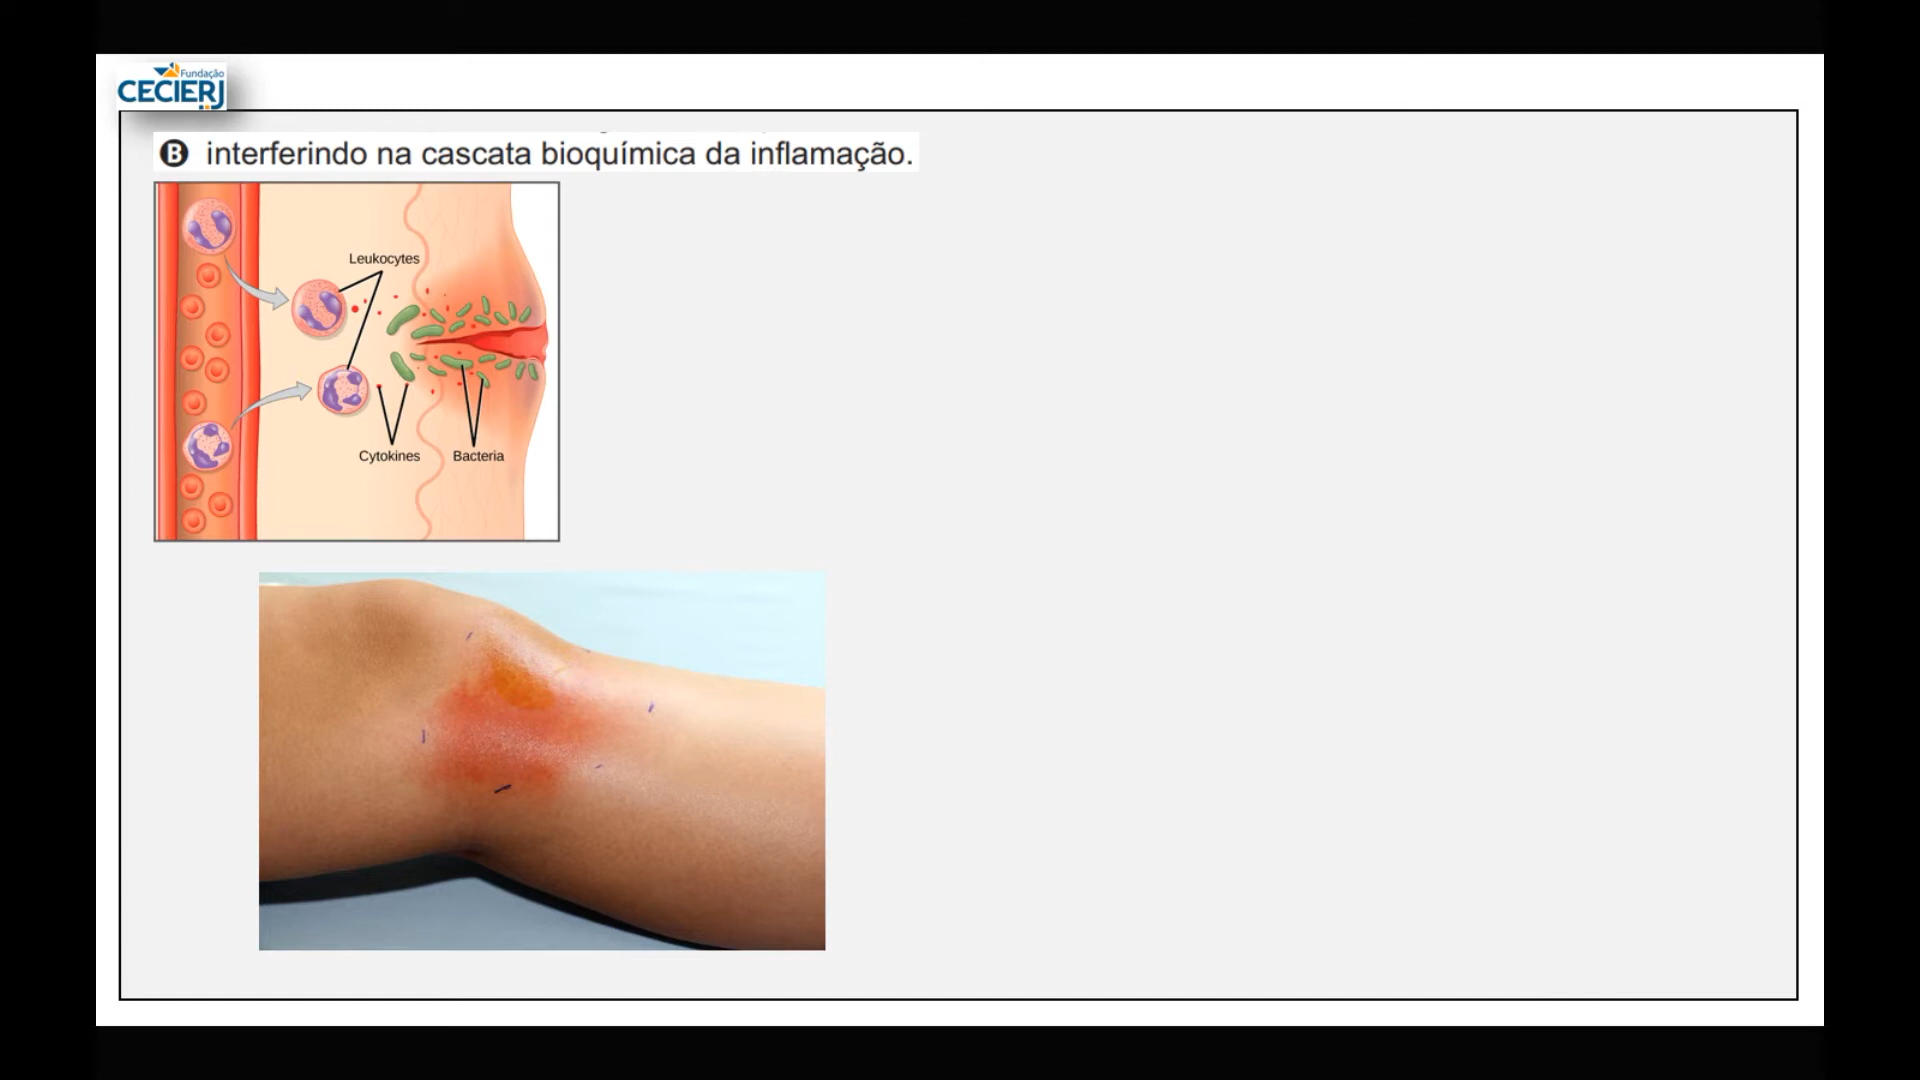 Fundação
CECIERJ
B interferindo na cascata bioquímica da inflamação.
Leukocytes
Cytokines
Bacteria